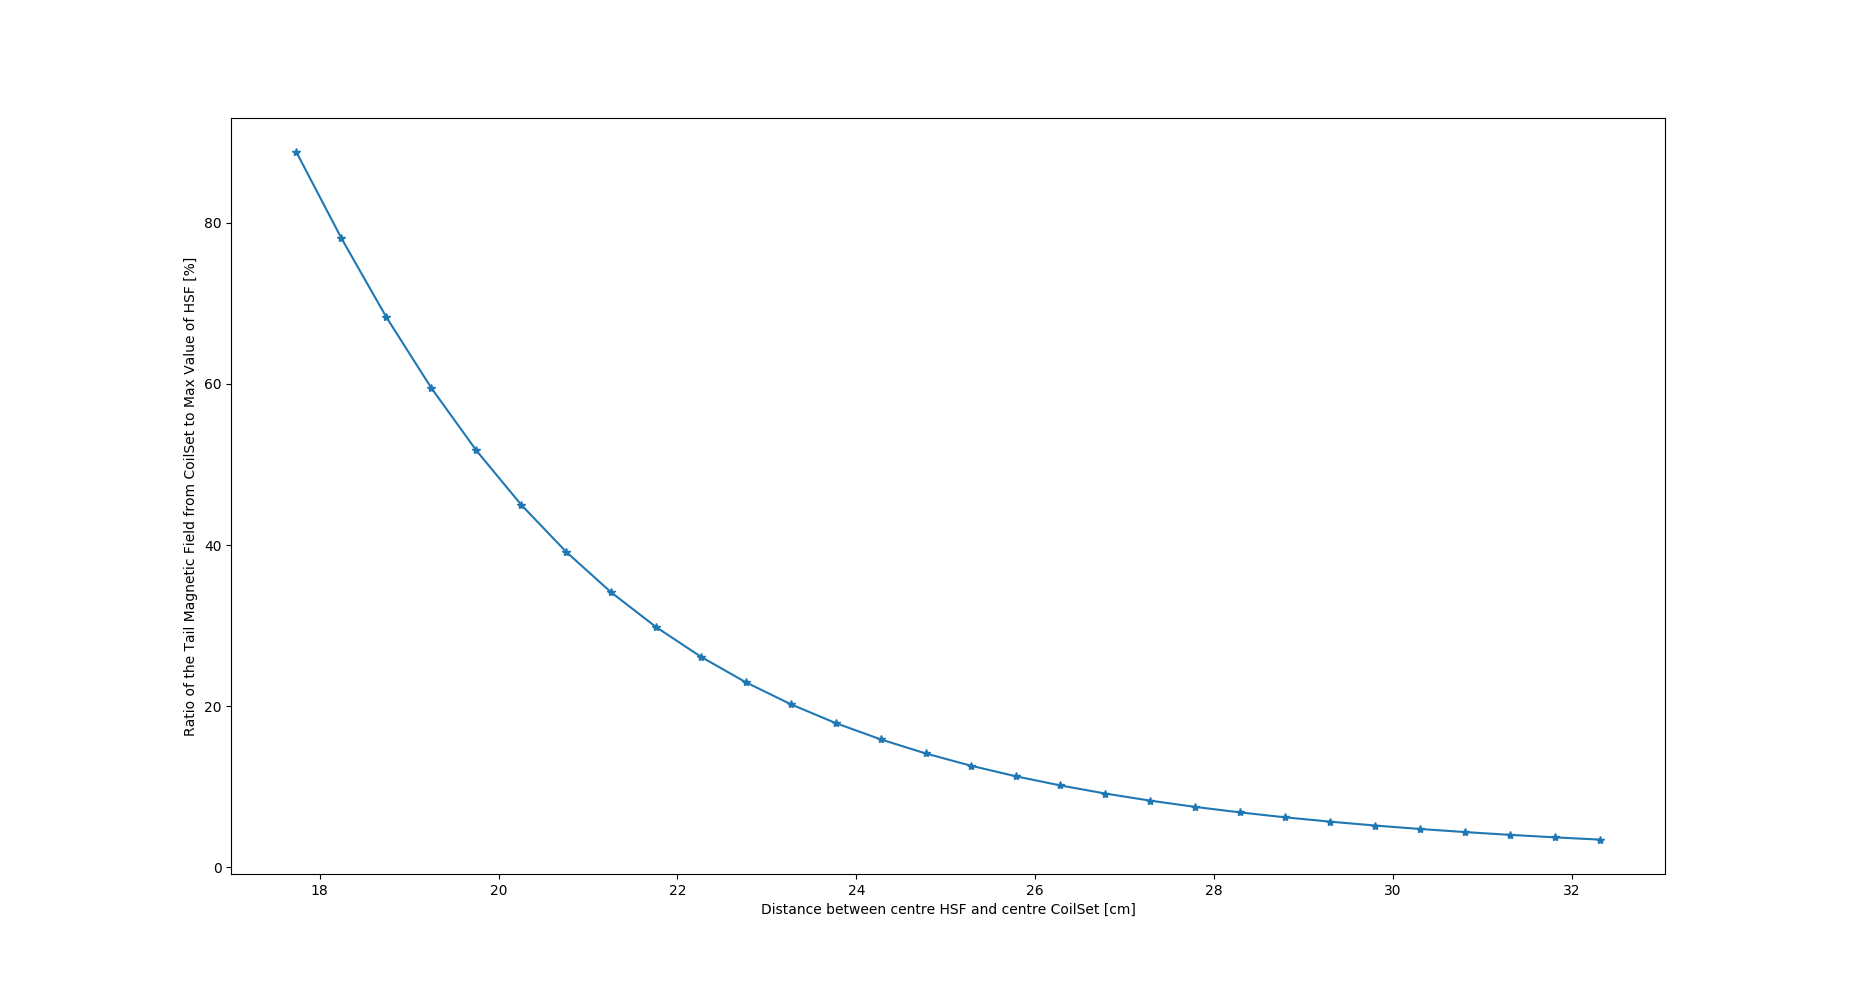 Ratio of the Tail Magnetic Field from CoilSet to Max Value of HSF [%]
80
60
40
20
0
18 20 22 24 26 28 30 32
Distance between centre HSF and centre CoilSet [cm]